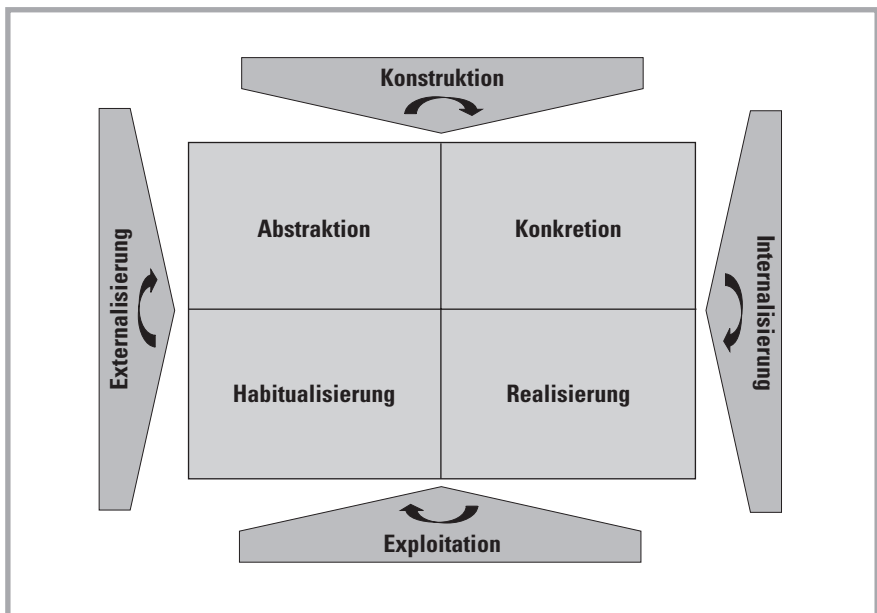 Konstruktion
Externalisierung
Abstraktion
Konkretion
Internalisierung
Habitualisierung
Realisierung
Exploitation